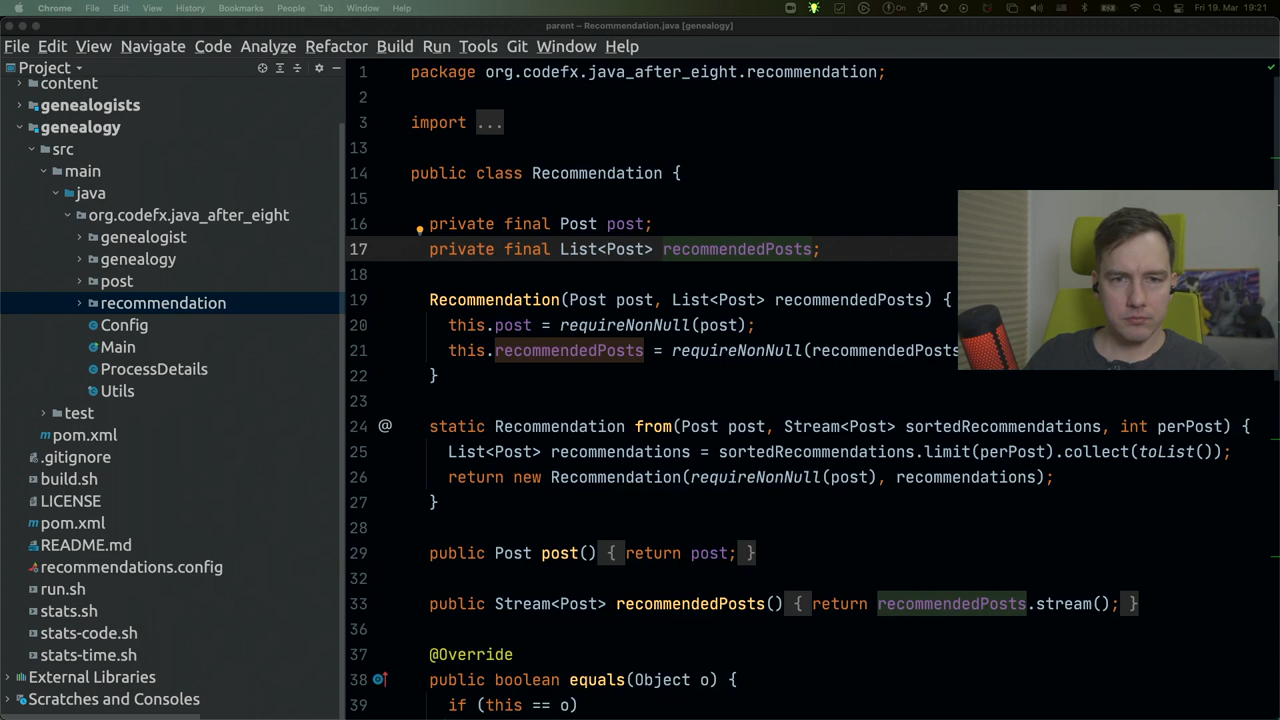 Chrome File Edit View History Bookmarks People Tab Window Help On Fri 19. Mar 19:21
parent – Recommendation.java [genealogy]
File Edit View Navigate Code Analyze Refactor Build Run Tools Git Window Help
Project
content
genealogists
genealogy
src
main
java
org.codefx.java_after_eight
genealogist
genealogy
post
recommendation
Config
Main
ProcessDetails
Utils
test
pom.xml
.gitignore
build.sh
LICENSE
pom.xml
README.md
recommendations.config
run.sh
stats.sh
stats-code.sh
stats-time.sh
External Libraries
Scratches and Consoles
1 package org.codefx.java_after_eight.recommendation;
2
3 import ...
13
14 public class Recommendation {
15
16 private final Post post;
17 private final List<Post> recommendedPosts;
18
19 Recommendation(Post post, List<Post> recommendedPosts) {
20 this.post = requireNonNull(post);
21 this.recommendedPosts = requireNonNull(recommendedPosts
22 }
23
24 @ static Recommendation from(Post post, Stream<Post> sortedRecommendations, int perPost) {
25 List<Post> recommendations = sortedRecommendations.limit(perPost).collect(toList());
26 return new Recommendation(requireNonNull(post), recommendations);
27 }
28
29 public Post post() { return post; }
32
33 public Stream<Post> recommendedPosts() { return recommendedPosts.stream(); }
36
37 @Override
38 public boolean equals(Object o) {
39 if (this == o)